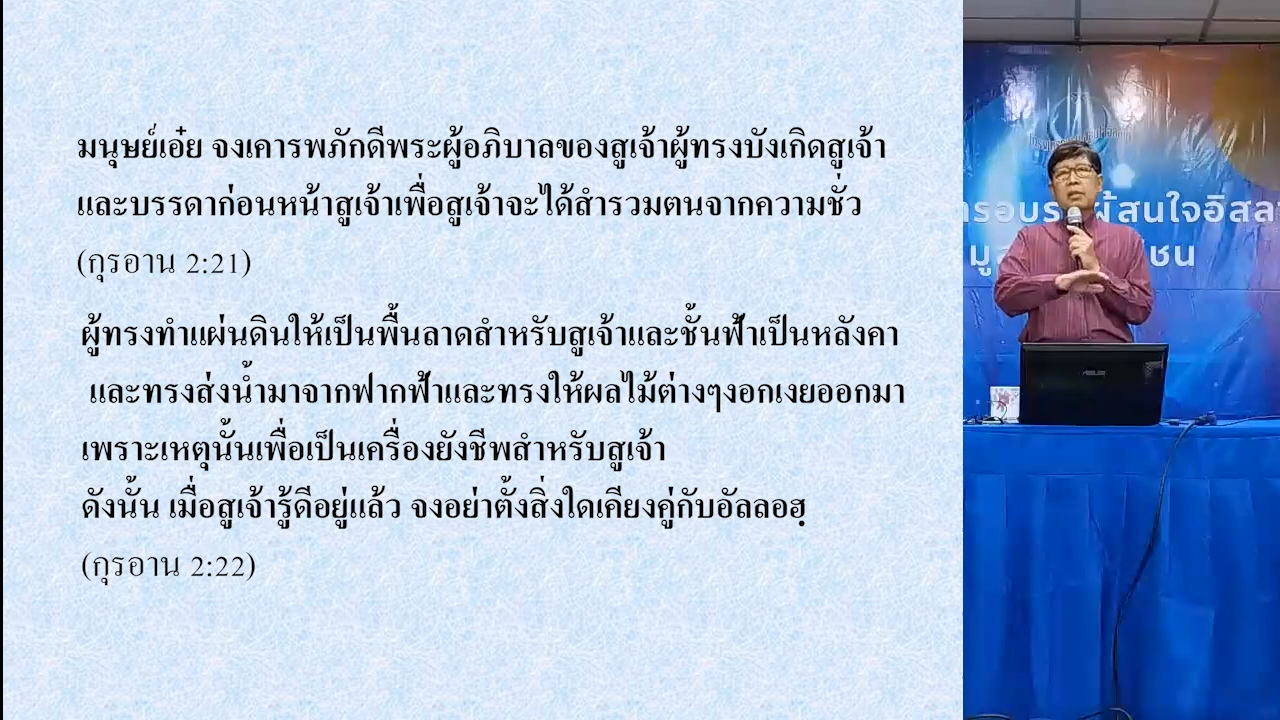 มนุษย์เอ๋ย จงเคารพภักดีพระผู้อภิบาลของสูเจ้าผู้ทรงบังเกิดสูเจ้า
และบรรดาก่อนหน้าสูเจ้าเพื่อสูเจ้าจะได้สำรวมตนจากความชั่ว
(กุรอาน 2:21)
ผู้ทรงทำแผ่นดินให้เป็นพื้นลาดสำหรับสูเจ้าและชั้นฟ้าเป็นหลังคา
และทรงส่งน้ำมาจากฟากฟ้าและทรงให้ผลไม้ต่างๆงอกเงยออกมา
เพราะเหตุนั้นเพื่อเป็นเครื่องยังชีพสำหรับสูเจ้า
ดังนั้น เมื่อสูเจ้ารู้ดีอยู่แล้ว จงอย่าตั้งสิ่งใดเคียงคู่กับอัลลอฮฺ
(กุรอาน 2:22)
สนใจอิสล
ASUS